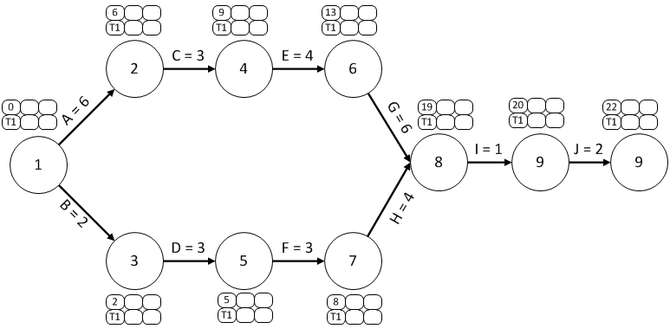 6
T1
9
T1
13
T1
2
C = 3
4
E = 4
6
0
T1
A = 6
G = 6
19
T1
20
T1
22
T1
1
8
I = 1
9
J = 2
9
B = 2
H = 4
3
D = 3
5
F = 3
7
2
T1
5
T1
8
T1